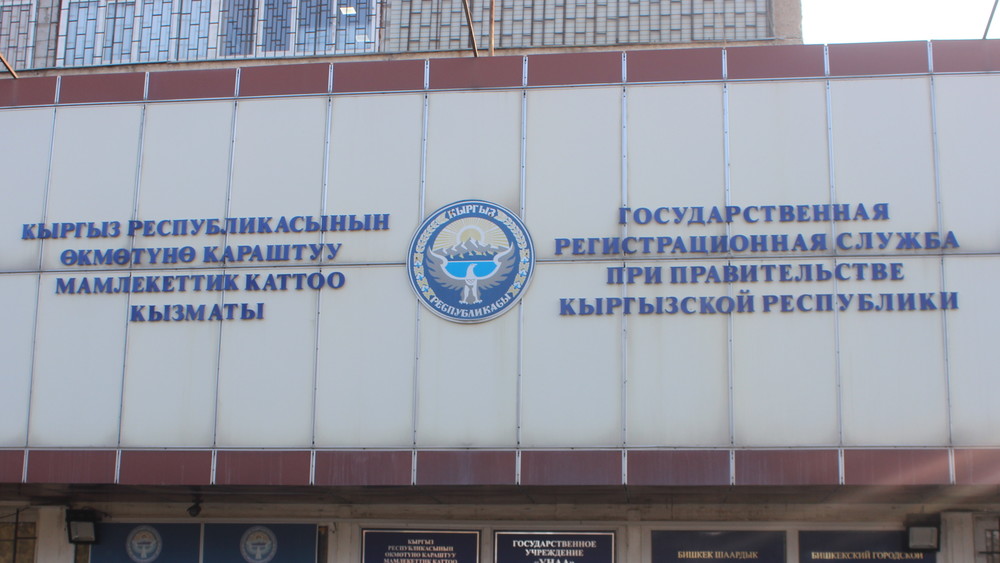 КЫРГЫЗ РЕСПУБЛИКАСЫНЫН
ӨКМӨТҮНӨ КАРАШТУУ
МАМЛЕКЕТТИК КАТТОО
КЫЗМАТЫ
КЫРГЫЗ
РЕСПУБЛИКАСЫ
ГОСУДАРСТВЕННАЯ
РЕГИСТРАЦИОННАЯ СЛУЖБА
ПРИ ПРАВИТЕЛЬСТВЕ
КЫРГЫЗСКОЙ РЕСПУБЛИКИ
КЫРГЫЗ
РЕСПУБЛИКАСЫНЫН
ӨКМӨТҮНӨ КАРАШТУУ
МАМЛЕКЕТТИК КАТТОО
ГОСУДАРСТВЕННОЕ
УЧРЕЖДЕНИЕ
"УНАА"
БИШКЕК ШААРДЫК
БИШКЕКСКИЙ ГОРОДСКОЙ